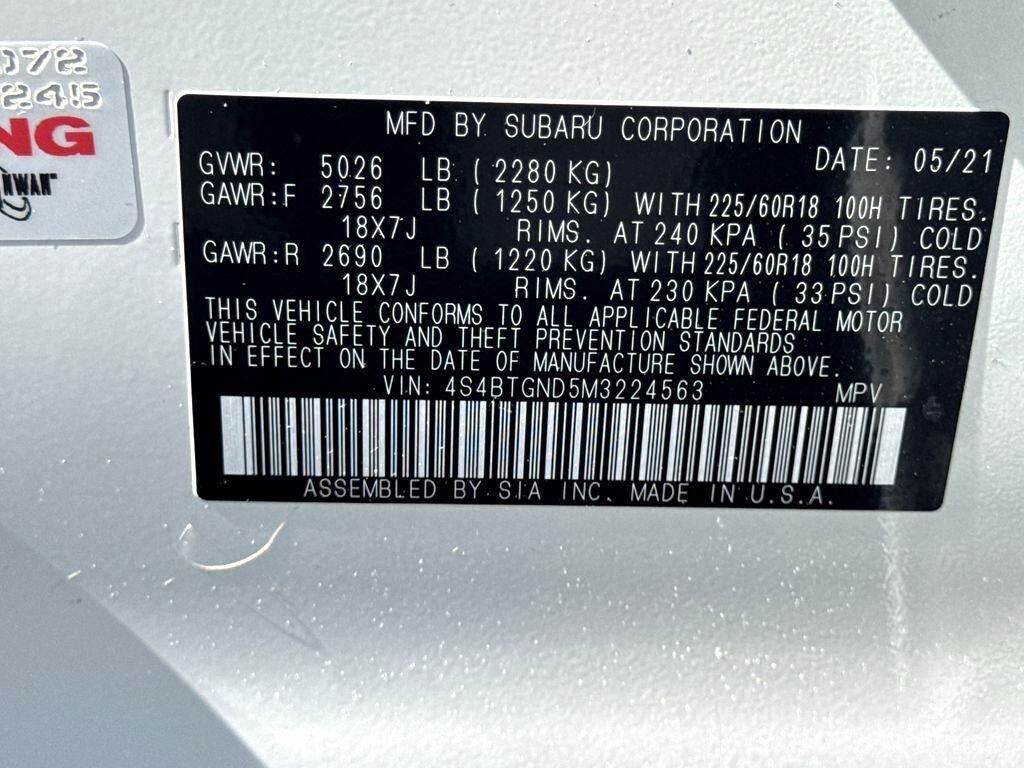 072
245
NG
MFD BY SUBARU CORPORATION
DATE: 05/21
GVWR: 5026 LB ( 2280 KG)
GAWR:F 2756 LB ( 1250 KG) WITH 225/60R18 100H TIRES.
18X7J RIMS. AT 240 KPA ( 35 PSI) COLD
GAWR:R 2690 LB ( 1220 KG) WITH 225/60R18 100H TIRES.
18X7J RIMS. AT 230 KPA ( 33 PSI) COLD
THIS VEHICLE CONFORMS TO ALL APPLICABLE FEDERAL MOTOR
VEHICLE SAFETY AND THEFT PREVENTION STANDARDS
IN EFFECT ON THE DATE OF MANUFACTURE SHOWN ABOVE.
VIN: 4S4BTGND5M3224563 MPV
ASSEMBLED BY SIA INC. MADE IN U.S.A.